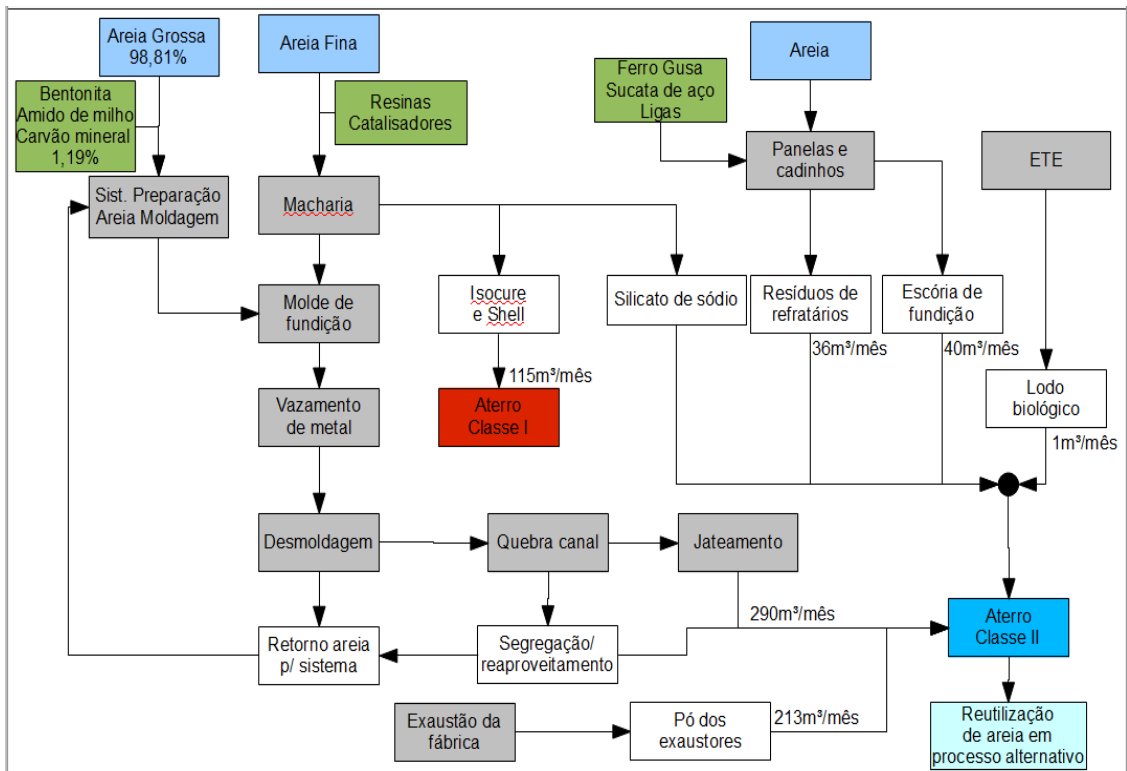 Areia Grossa
98,81%
Areia Fina
Areia
Bentonita
Amido de milho
Carvão mineral
1,19%
Resinas
Catalisadores
Ferro Gusa
Sucata de aço
Ligas
Panelas e
cadinhos
ETE
Sist. Preparação
Areia Moldagem
Macharia
Molde de
fundição
Isocure
e Shell
Silicato de sódio
Resíduos de
refratários
Escória de
fundição
36m³/mês
40m³/mês
115m³/mês
Lodo
biológico
1m³/mês
Vazamento
de metal
Aterro
Classe I
Desmoldagem
Quebra canal
Jateamento
290m³/mês
Aterro
Classe II
Retorno areia
p/ sistema
Segregação/
reaproveitamento
Exaustão da
fábrica
Pó dos
exaustores
213m³/mês
Reutilização
de areia em
processo alternativo